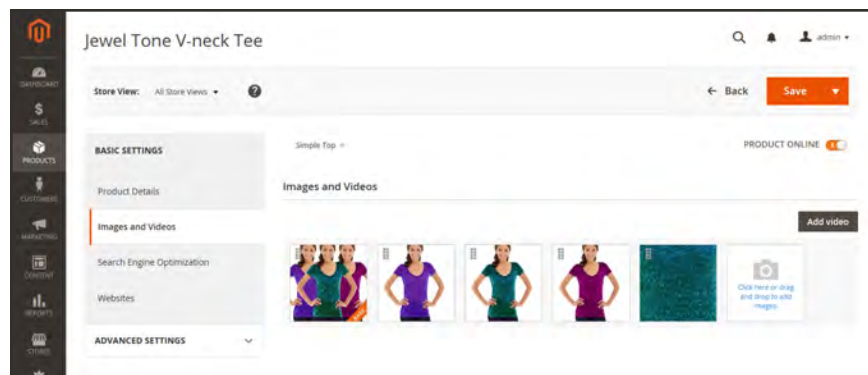 Jewel Tone V-neck Tee
admin
DASHBOARD
Store View: All Store Views ?
← Back Save
SALES
PRODUCTS
BASIC SETTINGS
Simple Top
PRODUCT ONLINE
CUSTOMERS
Product Details
Images and Videos
MARKETING
Images and Videos
Add video
CONTENT
Search Engine Optimization
Click here or drag
and drop to add
images.
REPORTS
Websites
STORES
ADVANCED SETTINGS